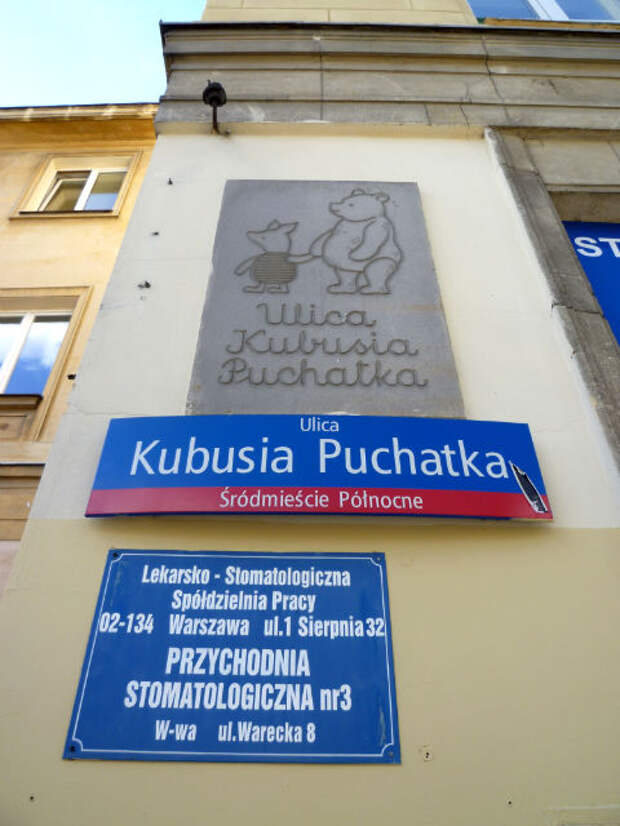 Ulica
Kubusia
Puchatka
Ulica
Kubusia Puchatka
Śródmieście Północne
Lekarsko - Stomatologiczna
Spółdzielnia Pracy
02-134 Warszawa ul.1 Sierpnia 32
PRZYCHODNIA
STOMATOLOGICZNA nr3
W-wa ul.Warecka 8
ST